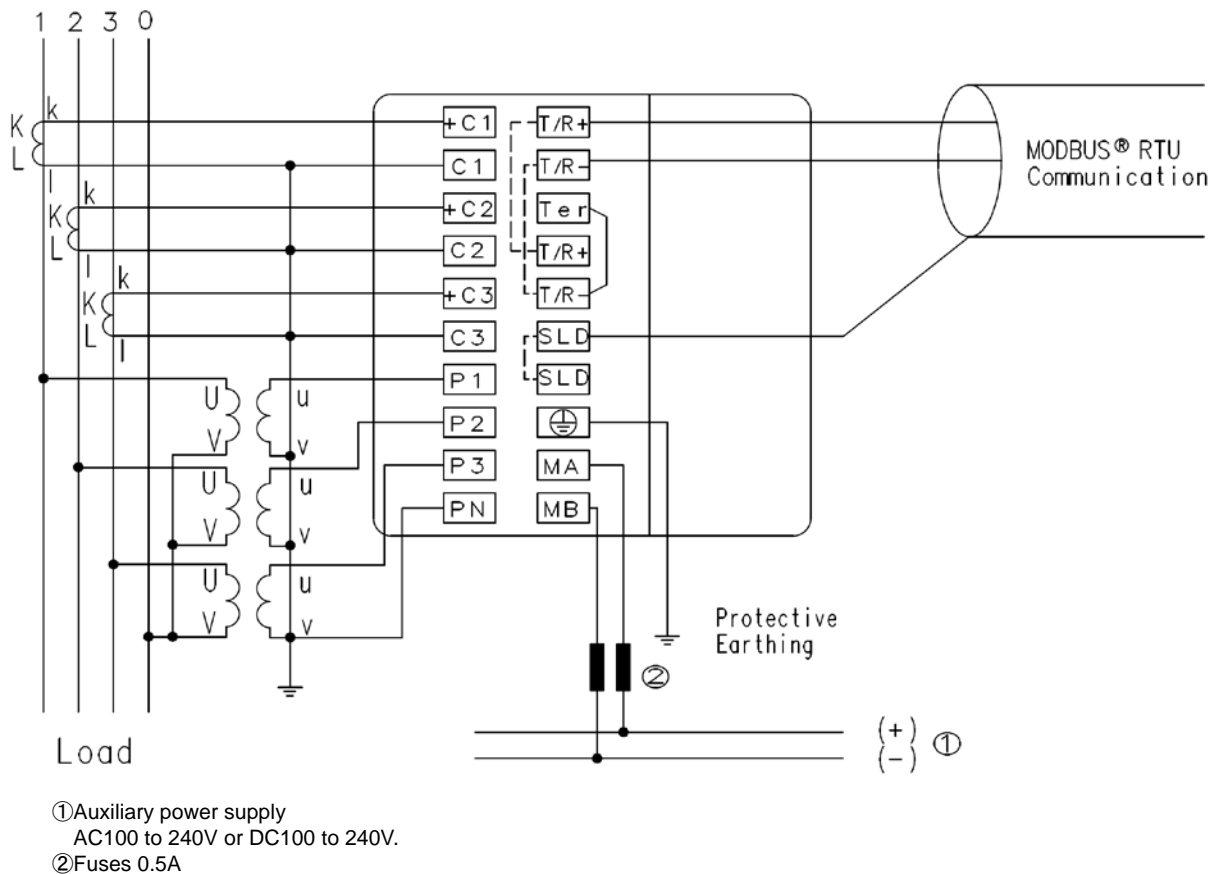 1 2 3 0
K k
L l
K k
L l
K k
L l
+C1 T/R+
C1 T/R-
+C2 Ter
C2 T/R+
+C3 T/R-
C3 SLD
P1 SLD
P2
P3 MA
PN MB
U u
V v
U u
V v
U u
V v
MODBUS® RTU
Communication
Protective
Earthing
②
(+) ①
(-)
Load
①Auxiliary power supply
AC100 to 240V or DC100 to 240V.
②Fuses 0.5A